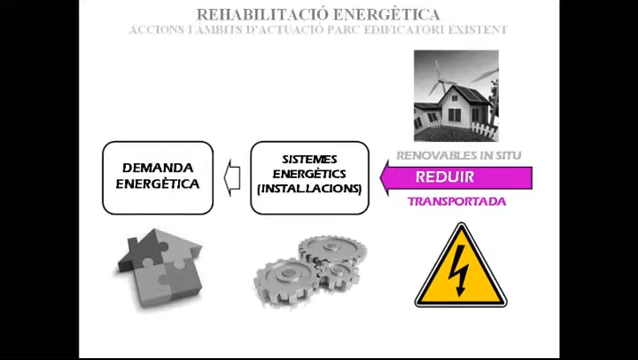 REHABILITACIÓ ENERGÈTICA
ACCIONS I ÀMBITS D'ACTUACIÓ PARC EDIFICATORI EXISTENT
DEMANDA
ENERGÈTICA
SISTEMES
ENERGÈTICS
(INSTAL.LACIONS)
RENOVABLES IN SITU
REDUIR
TRANSPORTADA